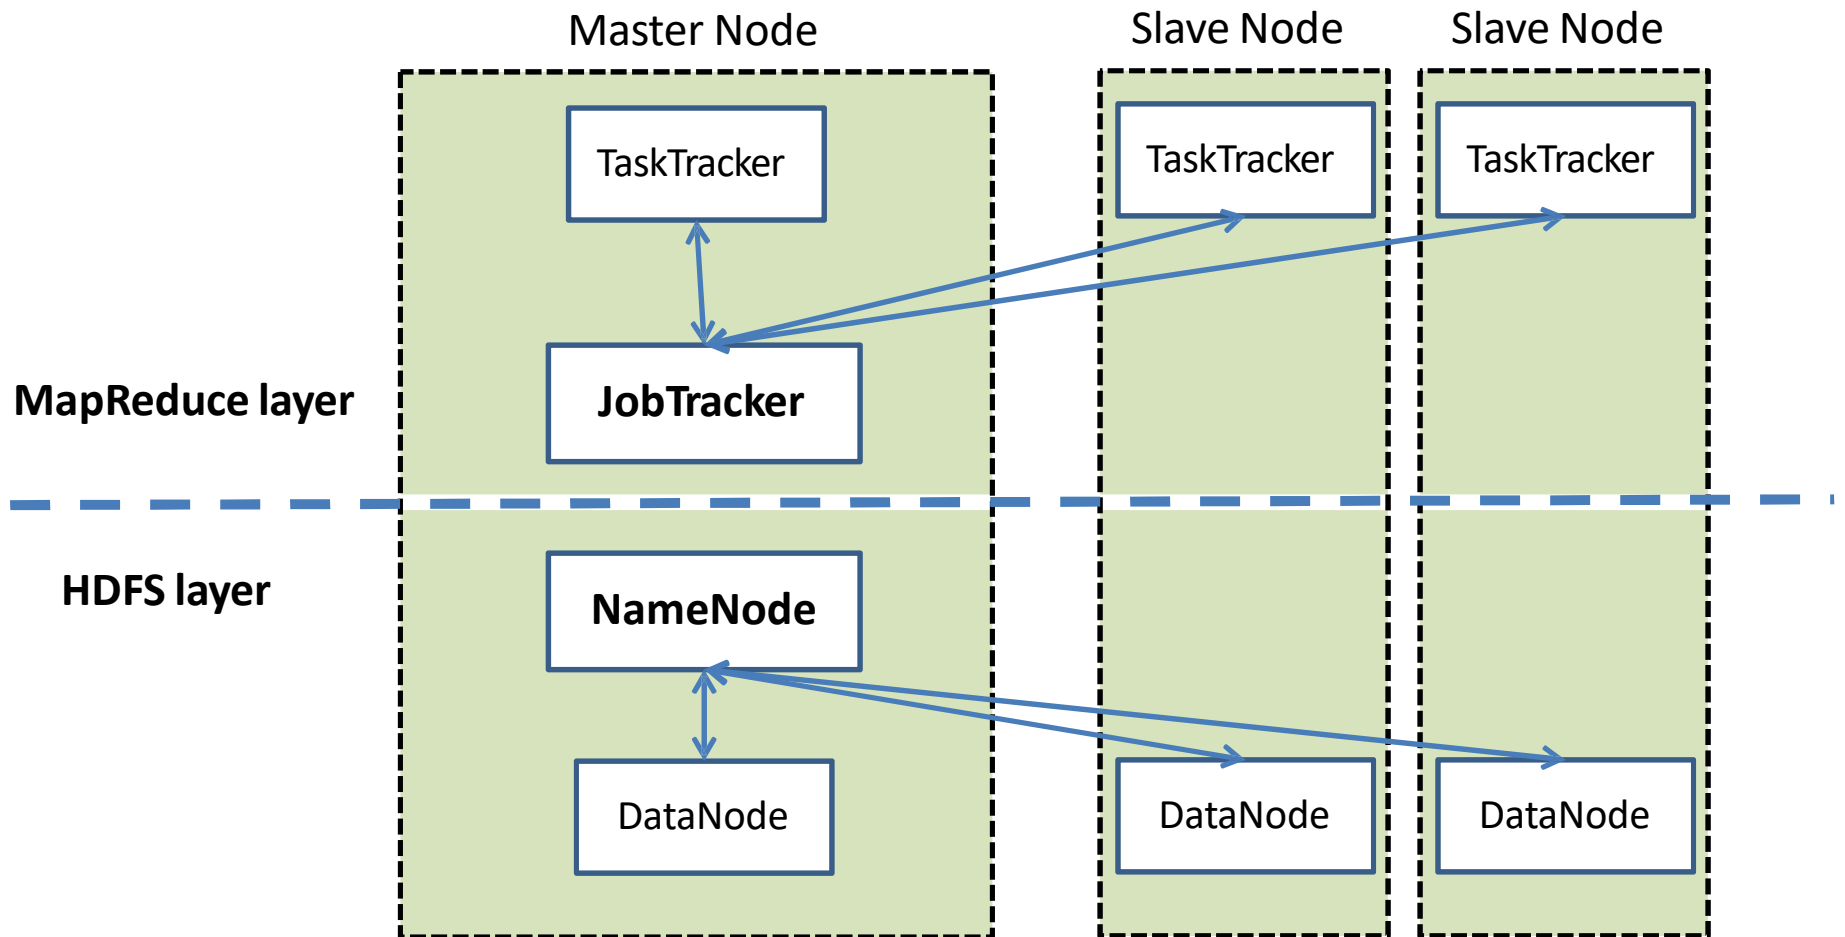 Master Node
Slave Node
Slave Node
TaskTracker
TaskTracker
TaskTracker
MapReduce layer
JobTracker
HDFS layer
NameNode
DataNode
DataNode
DataNode